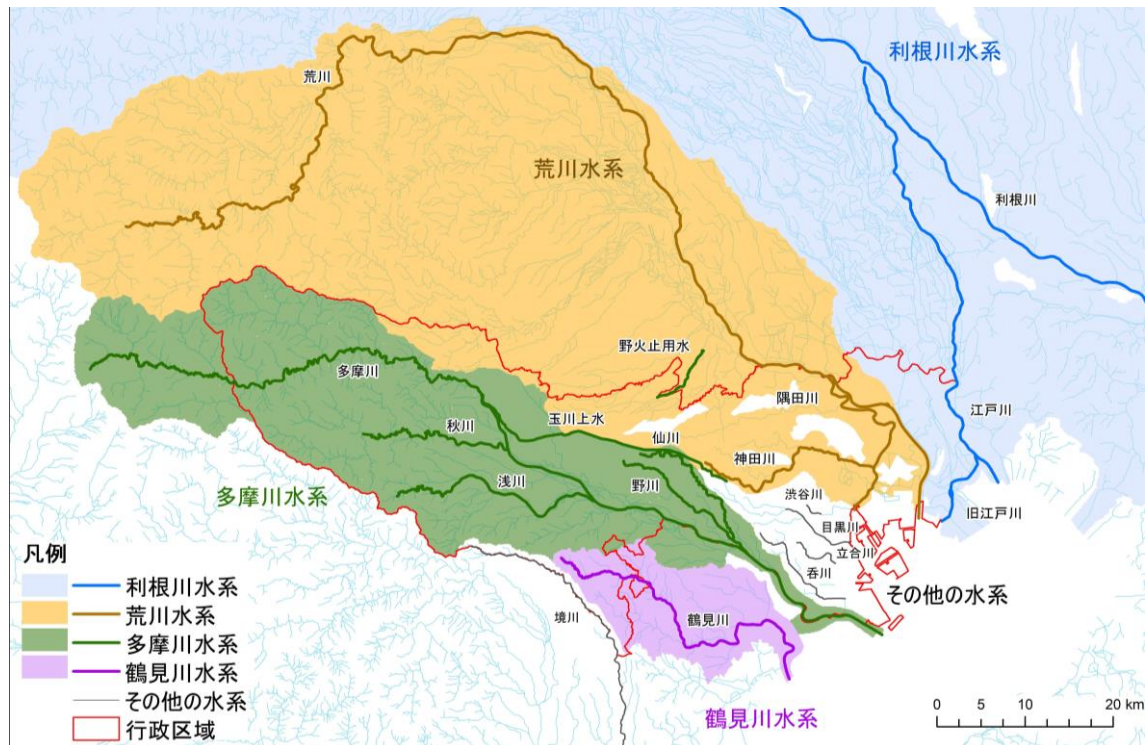 利根川水系
荒川
荒川水系
利根川
野火止用水
多摩川
隅田川
江戸川
秋川
玉川上水
仙川
神田川
浅川
野川
渋谷川
多摩川水系
目黒川
旧江戸川
立合川
呑川
その他の水系
境川
鶴見川
鶴見川水系
凡例
利根川水系
荒川水系
多摩川水系
鶴見川水系
その他の水系
行政区域
0 5 10 20 km